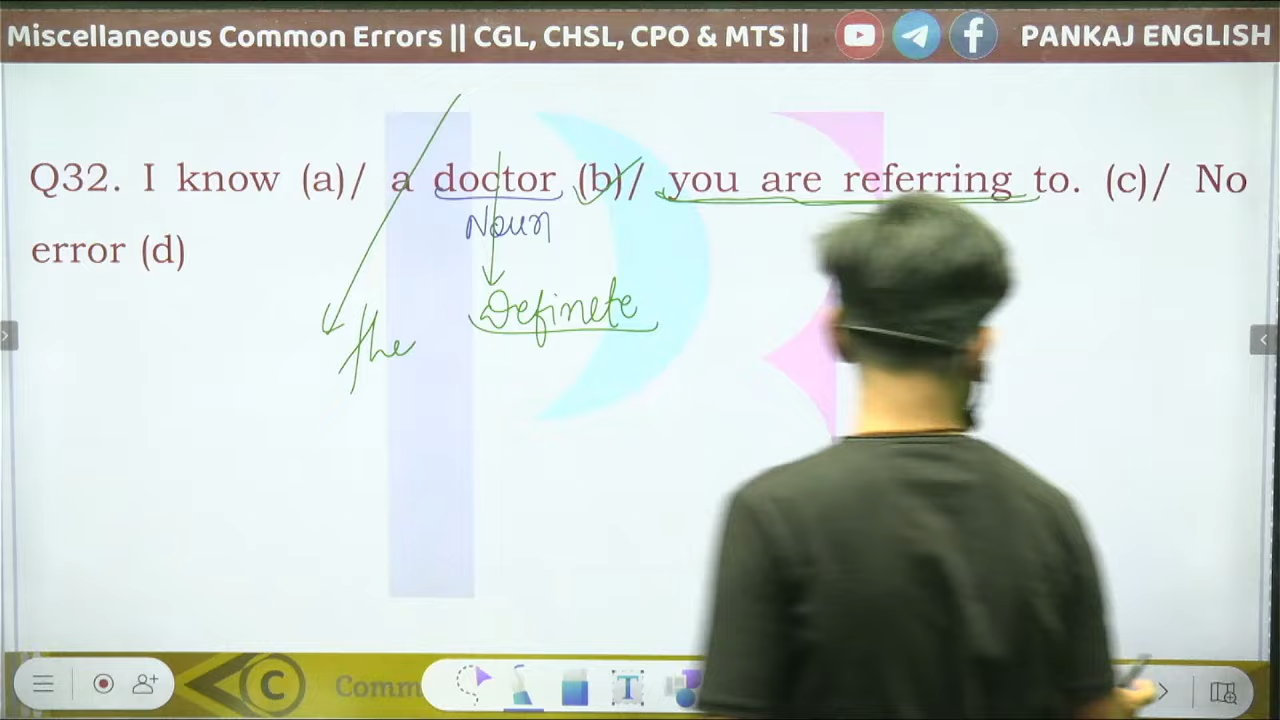 Miscellaneous Common Errors || CGL, CHSL, CPO & MTS || PANKAJ ENGLISH
Q32. I know (a)/ a doctor (b)/ you are referring to. (c)/ No
error (d)
Noun
Definete
the
C Comm
T